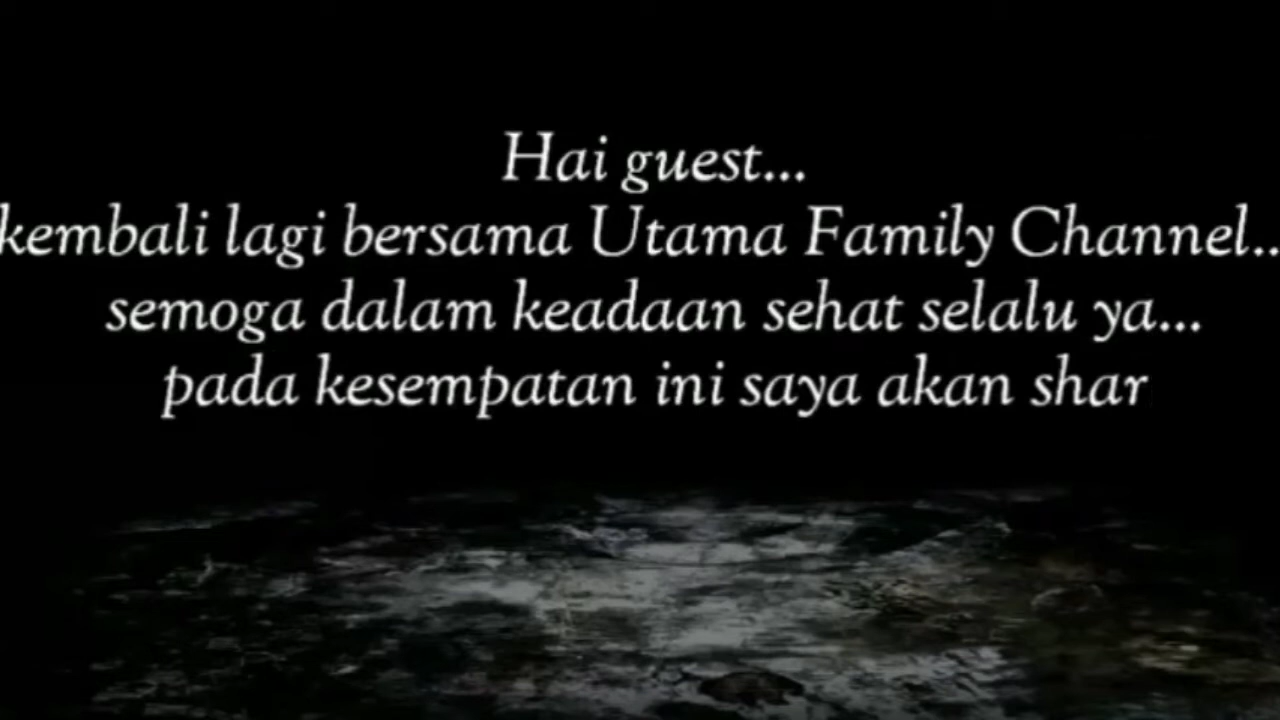 Hai guest...
kembali lagi bersama Utama Family Channel..
semoga dalam keadaan sehat selalu ya...
pada kesempatan ini saya akan shar